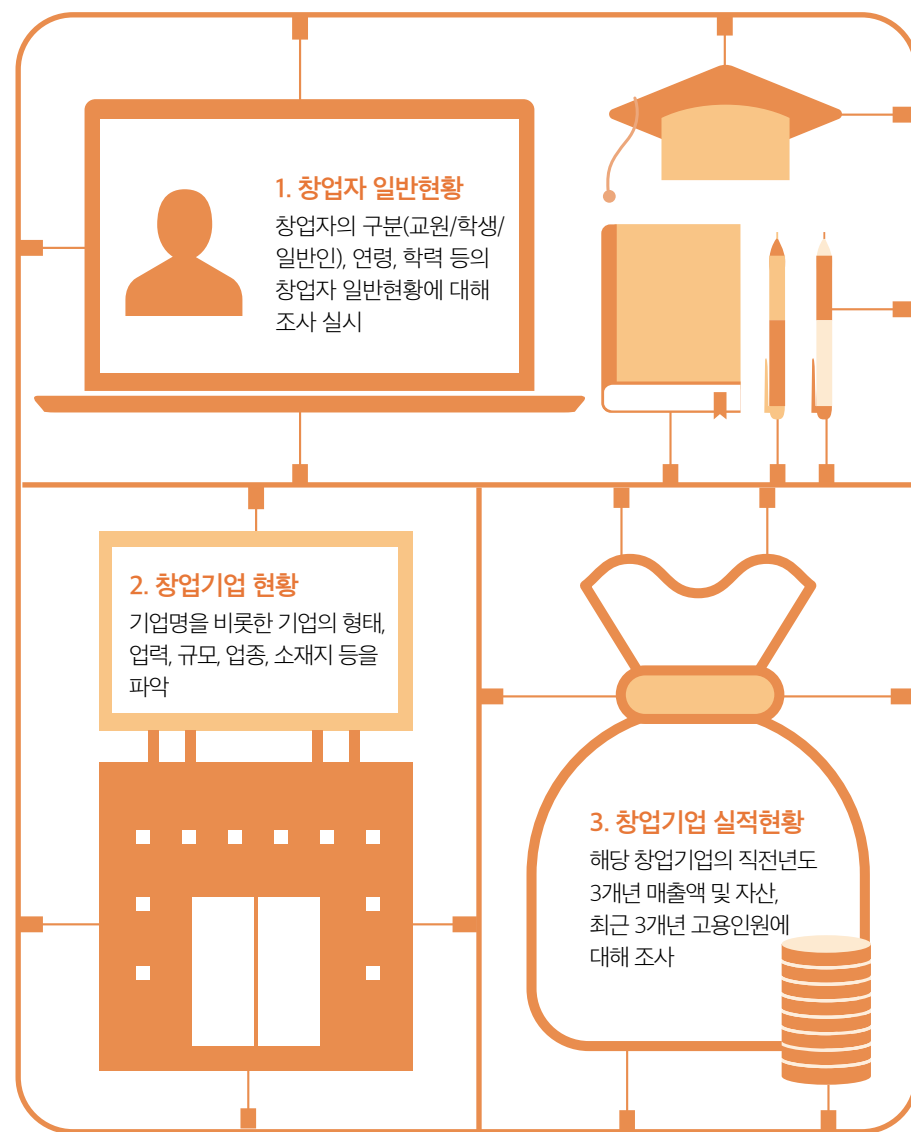 1. 창업자 일반현황
창업자의 구분(교원/학생/
일반인), 연령, 학력 등의
창업자 일반현황에 대해
조사 실시
2. 창업기업 현황
기업명을 비롯한 기업의 형태,
업력, 규모, 업종, 소재지 등을
파악
3. 창업기업 실적현황
해당 창업기업의 직전년도
3개년 매출액 및 자산,
최근 3개년 고용인원에
대해 조사